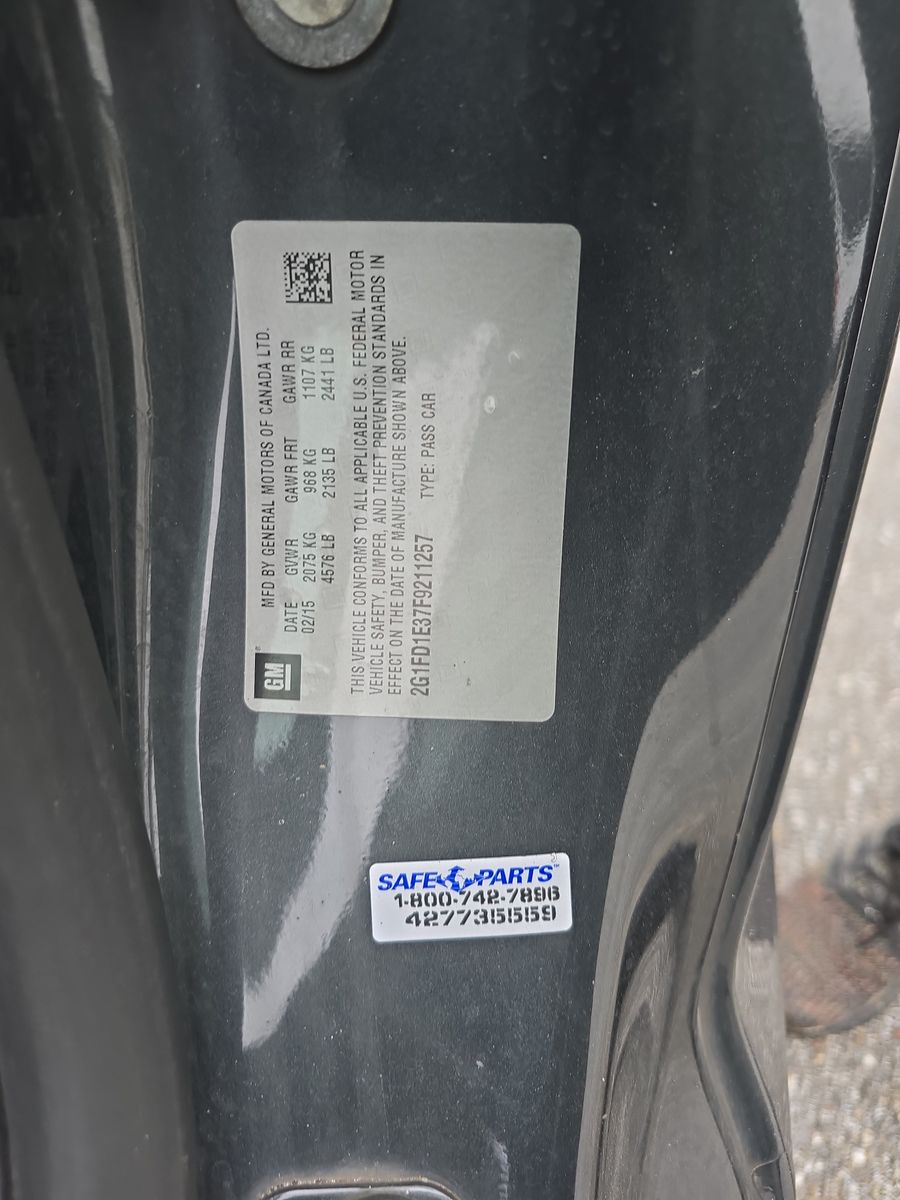 MFD BY GENERAL MOTORS OF CANADA LTD.
DATE GVWR GAWR FRT GAWR RR
02/15 2075 KG 968 KG 1107 KG
4576 LB 2135 LB 2441 LB
GM
THIS VEHICLE CONFORMS TO ALL APPLICABLE U.S. FEDERAL MOTOR
VEHICLE SAFETY, BUMPER, AND THEFT PREVENTION STANDARDS IN
EFFECT ON THE DATE OF MANUFACTURE SHOWN ABOVE.
2G1FD1E37F9211257 TYPE: PASS CAR
SAFE PARTS™
1-800-742-7896
427735559